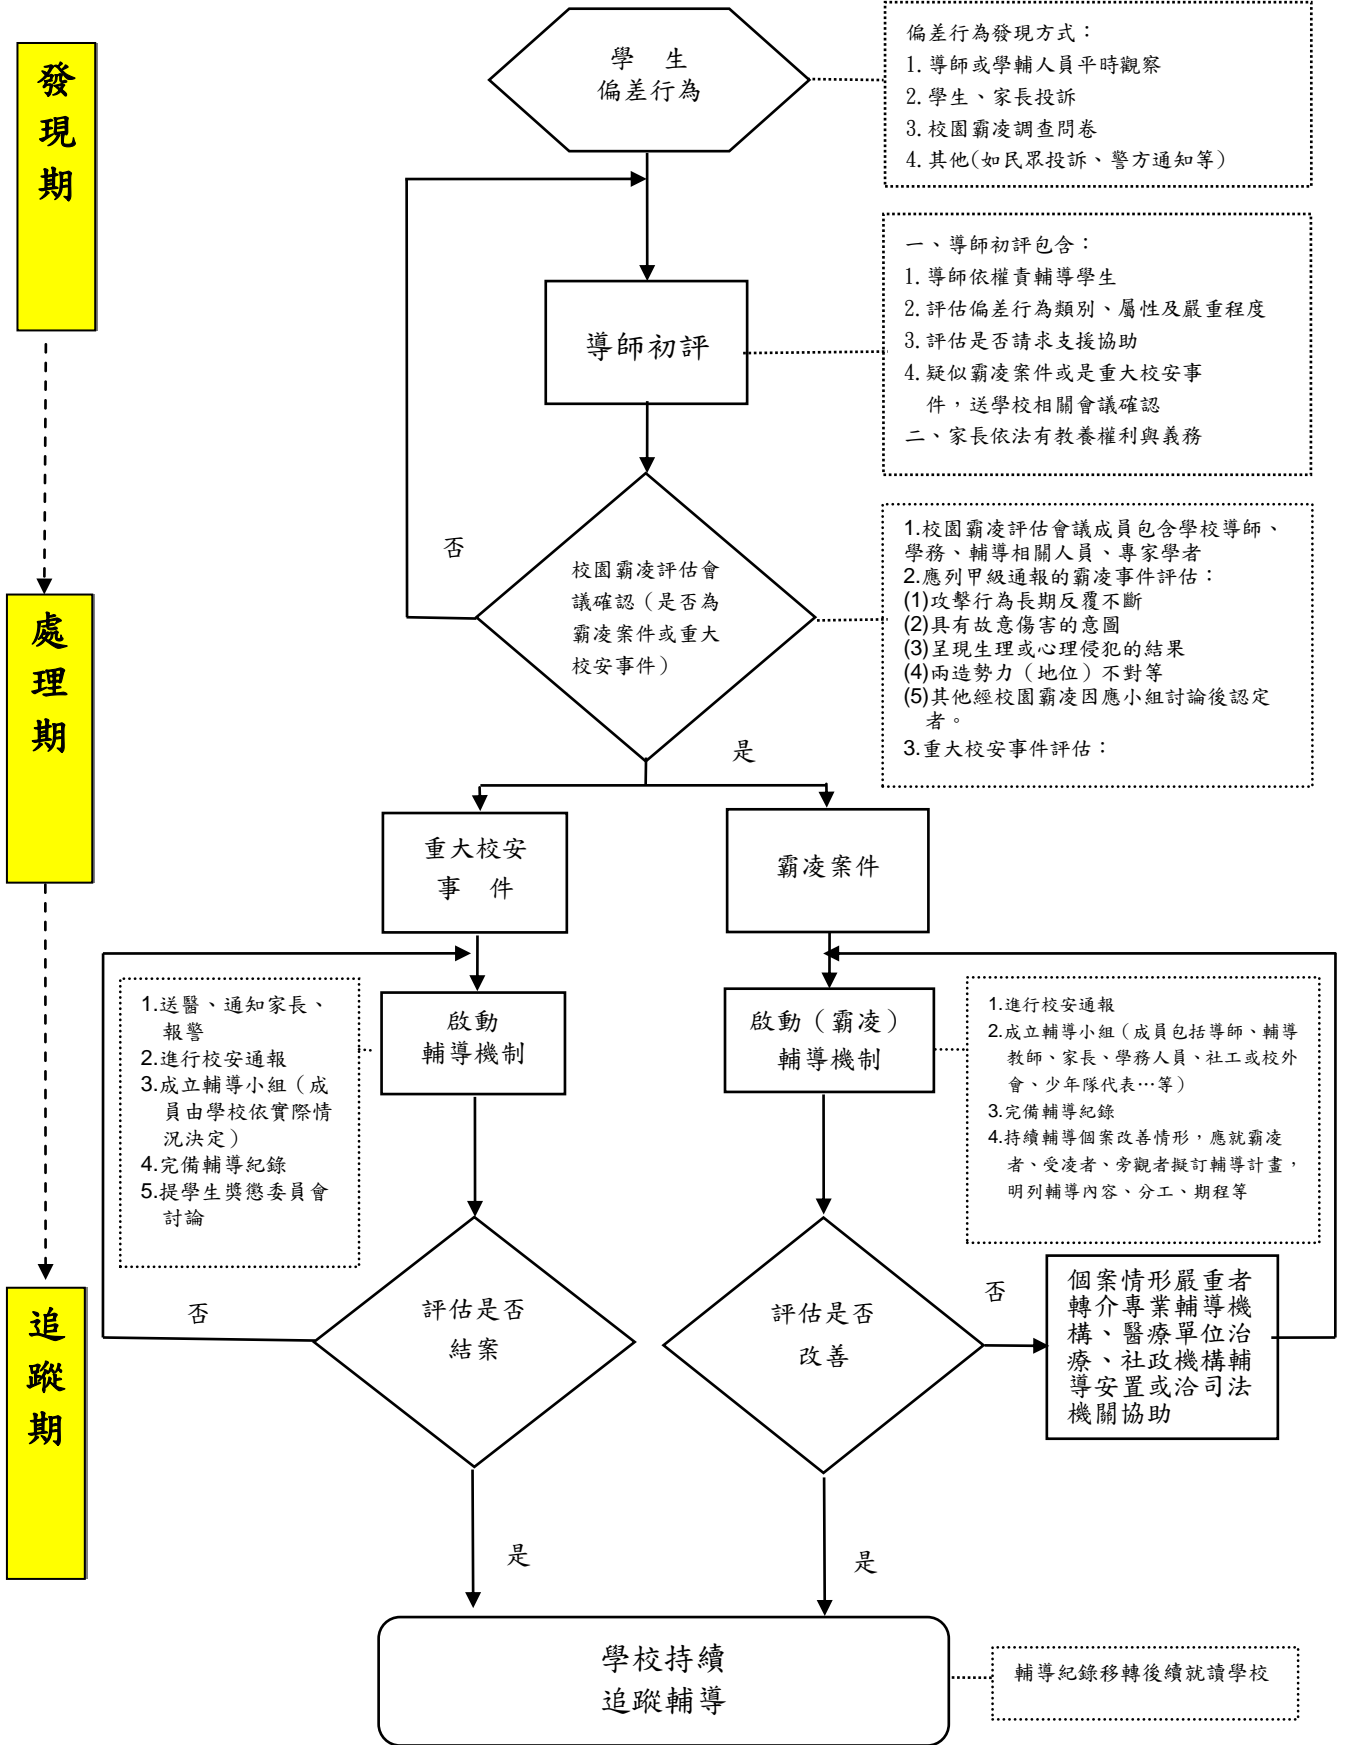 發
現
期
處
理
期
追
蹤
期
學 生
偏差行為
偏差行為發現方式：
1.導師或學輔人員平時觀察
2.學生、家長投訴
3.校園霸凌調查問卷
4.其他(如民眾投訴、警方通知等)
導師初評
一、導師初評包含：
1.導師依權責輔導學生
2.評估偏差行為類別、屬性及嚴重程度
3.評估是否請求支援協助
4.疑似霸凌案件或是重大校安事
件，送學校相關會議確認
二、家長依法有教養權利與義務
否
校園霸凌評估會
議確認（是否為
霸凌案件或重大
校安事件）
是
1.校園霸凌評估會議成員包含學校導師、
學務、輔導相關人員、專家學者
2.應列甲級通報的霸凌事件評估：
(1)攻擊行為長期反覆不斷
(2)具有故意傷害的意圖
(3)呈現生理或心理侵犯的結果
(4)兩造勢力（地位）不對等
(5)其他經校園霸凌因應小組討論後認定
者。
3.重大校安事件評估：
重大校安
事 件
霸凌案件
1.送醫、通知家長、
報警
2.進行校安通報
3.成立輔導小組（成
員由學校依實際情
況決定）
4.完備輔導紀錄
5.提學生獎懲委員會
討論
啟動
輔導機制
啟動（霸凌）
輔導機制
1.進行校安通報
2.成立輔導小組（成員包括導師、輔導
教師、家長、學務人員、社工或校外
會、少年隊代表…等）
3.完備輔導紀錄
4.持續輔導個案改善情形，應就霸凌
者、受凌者、旁觀者擬訂輔導計畫，
明列輔導內容、分工、期程等
否
評估是否
結案
是
評估是否
改善
否
是
個案情形嚴重者
轉介專業輔導機
構、醫療單位治
療、社政機構輔
導安置或洽司法
機關協助
學校持續
追蹤輔導
輔導紀錄移轉後續就讀學校